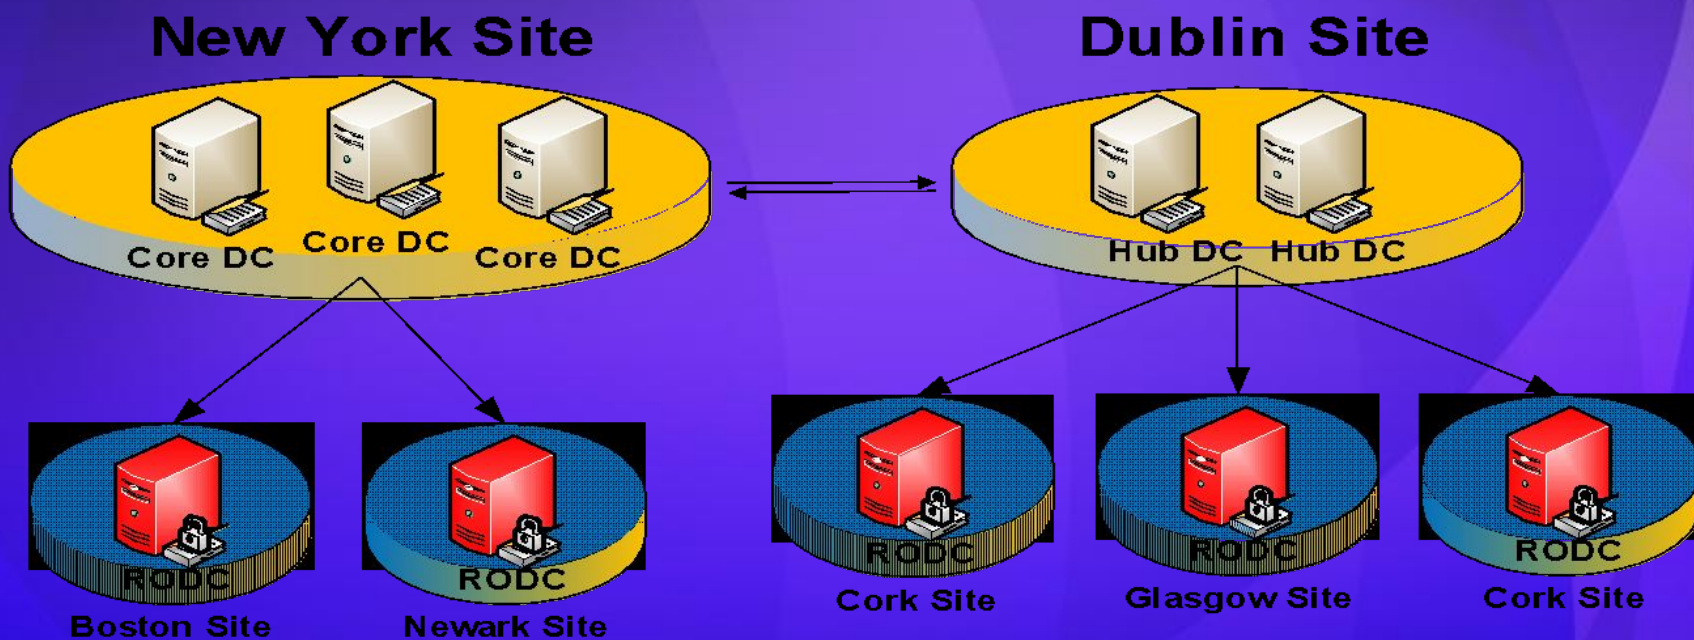 New York Site
Dublin Site
Core DC
Core DC
Core DC
Hub DC
Hub DC
RODC
RODC
RODC
RODC
RODC
Boston Site
Newark Site
Cork Site
Glasgow Site
Cork Site